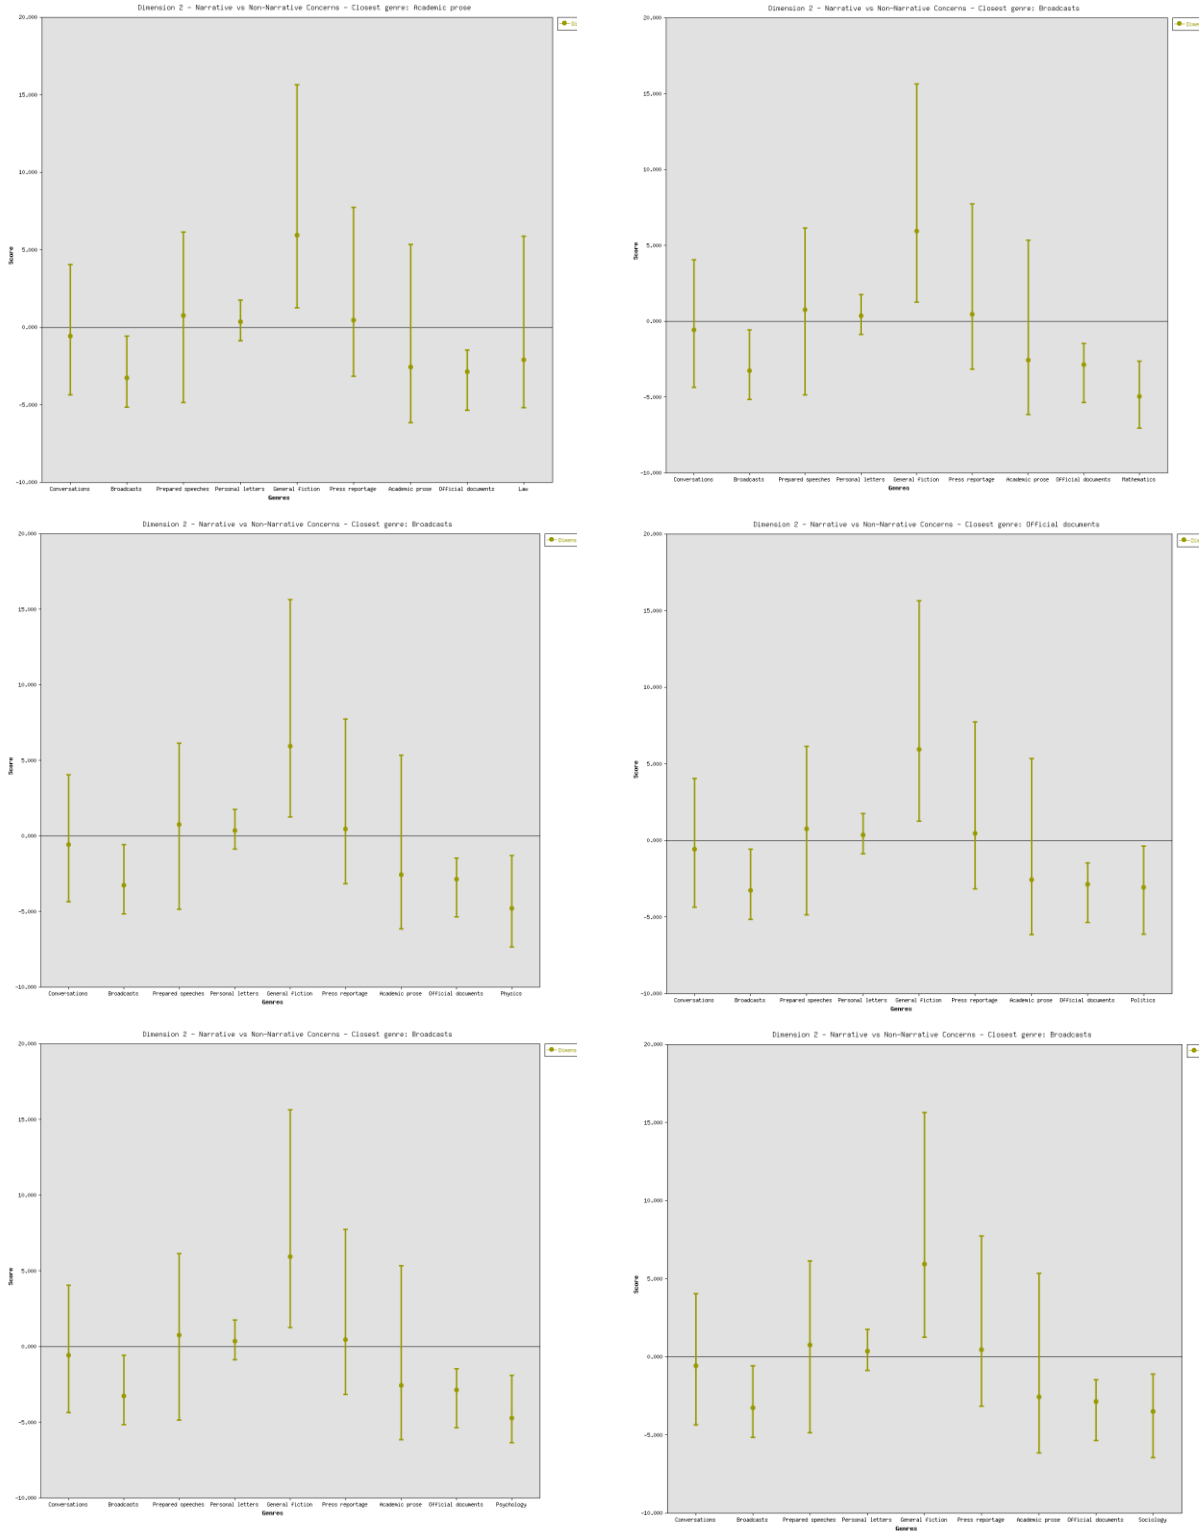 Dimension 2 - Narrative vs Non-Narrative Concerns - Closest genre: Academic prose
20.000
15.000
10.000
5.000
0.000
-5.000
-10.000
Score
Conversations Broadcasts Prepared speeches Personal letters General fiction Press reportage Academic prose Official documents Law
Genres
Dimension 2 - Narrative vs Non-Narrative Concerns - Closest genre: Broadcasts
20.000
15.000
10.000
5.000
0.000
-5.000
-10.000
Score
Conversations Broadcasts Prepared speeches Personal letters General fiction Press reportage Academic prose Official documents Mathematics
Genres
Dimension 2 - Narrative vs Non-Narrative Concerns - Closest genre: Broadcasts
Dimens
20.000
15.000
10.000
5.000
0.000
-5.000
-10.000
Score
Conversations Broadcasts Prepared speeches Personal letters General fiction Press reportage Academic prose Official documents Physics
Genres
Dimension 2 - Narrative vs Non-Narrative Concerns - Closest genre: Official documents
20.000
15.000
10.000
5.000
0.000
-5.000
-10.000
Score
Conversations Broadcasts Prepared speeches Personal letters General fiction Press reportage Academic prose Official documents Politics
Genres
Dimension 2 - Narrative vs Non-Narrative Concerns - Closest genre: Broadcasts
Dimens
20.000
15.000
10.000
5.000
0.000
-5.000
-10.000
Score
Conversations Broadcasts Prepared speeches Personal letters General fiction Press reportage Academic prose Official documents Psychology
Genres
Dimension 2 - Narrative vs Non-Narrative Concerns - Closest genre: Broadcasts
20.000
15.000
10.000
5.000
0.000
-5.000
-10.000
Score
Conversations Broadcasts Prepared speeches Personal letters General fiction Press reportage Academic prose Official documents Sociology
Genres